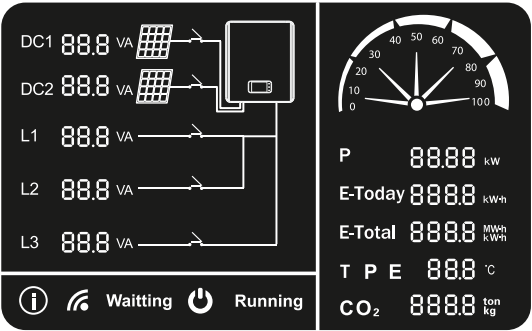 DC1 88.8 VA
DC2 88.8 VA
L1 88.8 VA
L2 88.8 VA
L3 88.8 VA
i Waitting Running
0 10 20 30 40 50 60 70 80 90 100
P 88.88 kW
E-Today 888.8 kW·h
E-Total 888.8 MW·h kW·h
T P E 88.8 °C
CO₂ 888.8 ton kg